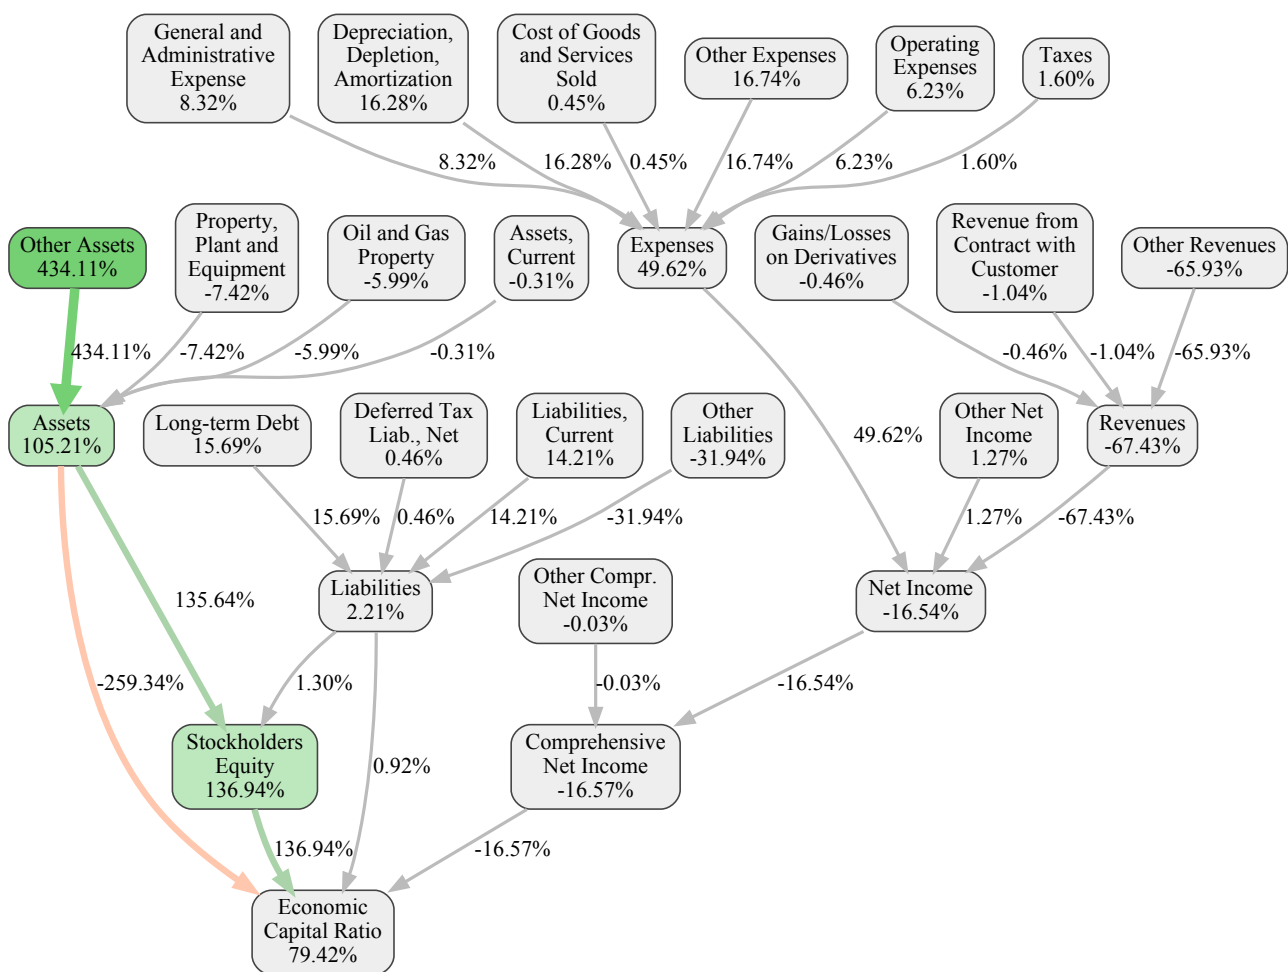 General and
Administrative
Expense
8.32%
Depreciation,
Depletion,
Amortization
16.28%
Cost of Goods
and Services
Sold
0.45%
Other Expenses
16.74%
Operating
Expenses
6.23%
Taxes
1.60%
8.32%
16.28%
0.45%
16.74%
6.23%
1.60%
Other Assets
434.11%
Property,
Plant and
Equipment
-7.42%
Oil and Gas
Property
-5.99%
Assets,
Current
-0.31%
Expenses
49.62%
Gains/Losses
on Derivatives
-0.46%
Revenue from
Contract with
Customer
-1.04%
Other Revenues
-65.93%
434.11%
-7.42%
-5.99%
-0.31%
-0.46%
-1.04%
-65.93%
Assets
105.21%
Long-term Debt
15.69%
Deferred Tax
Liab., Net
0.46%
Liabilities,
Current
14.21%
Other
Liabilities
-31.94%
49.62%
Other Net
Income
1.27%
Revenues
-67.43%
15.69%
0.46%
14.21%
-31.94%
1.27%
-67.43%
135.64%
Liabilities
2.21%
Other Compr.
Net Income
-0.03%
Net Income
-16.54%
-259.34%
1.30%
-0.03%
-16.54%
Stockholders
Equity
136.94%
0.92%
Comprehensive
Net Income
-16.57%
136.94%
-16.57%
Economic
Capital Ratio
79.42%